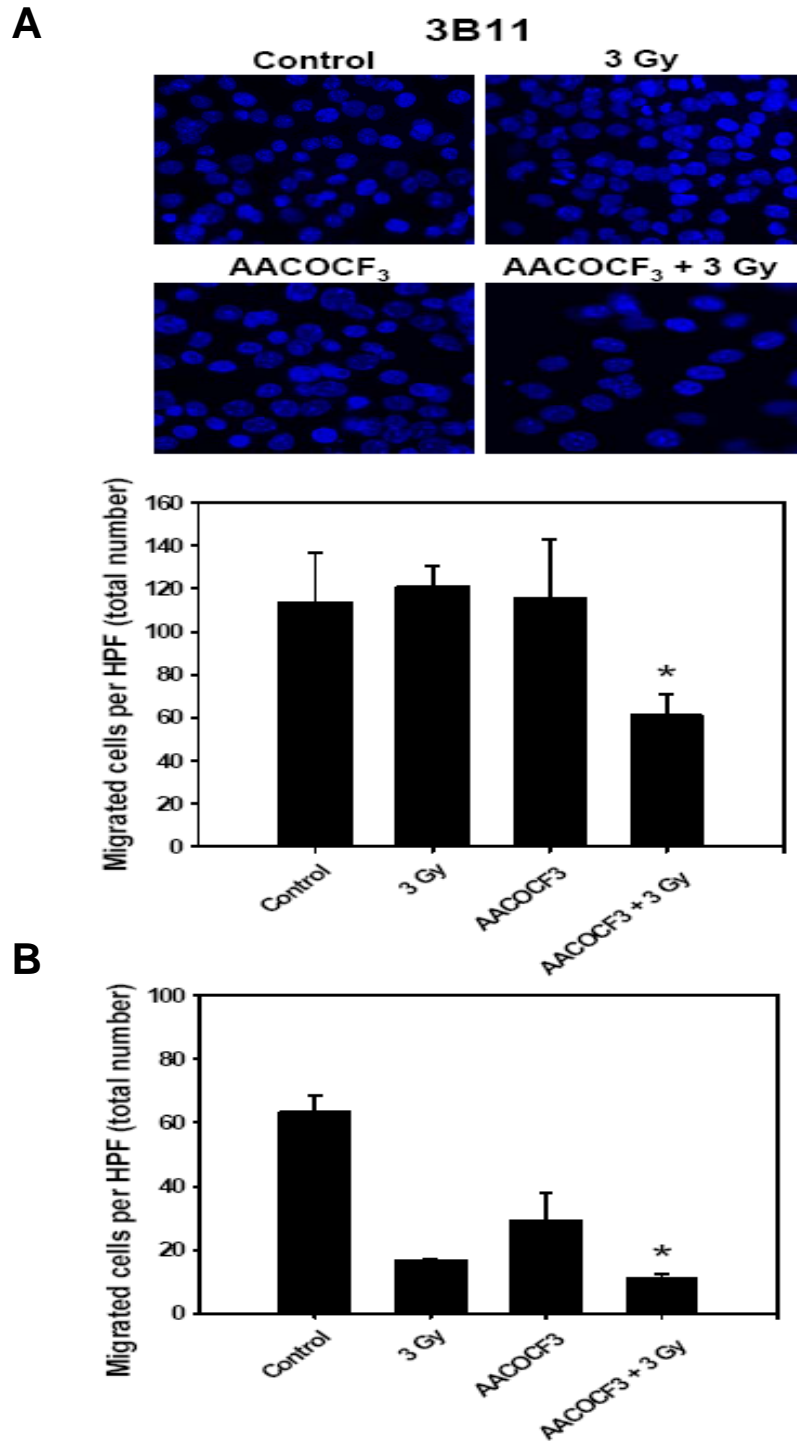 A
3B11
Control 3 Gy
AACOCF₃ AACOCF₃ + 3 Gy
Migrated cells per HPF (total number)
160
140
120
100
80
60
40
20
0
*
Control
3 Gy
AACOCF3
AACOCF3 + 3 Gy
B
Migrated cells per HPF (total number)
100
80
60
40
20
0
*
Control
3 Gy
AACOCF3
AACOCF3 + 3 Gy